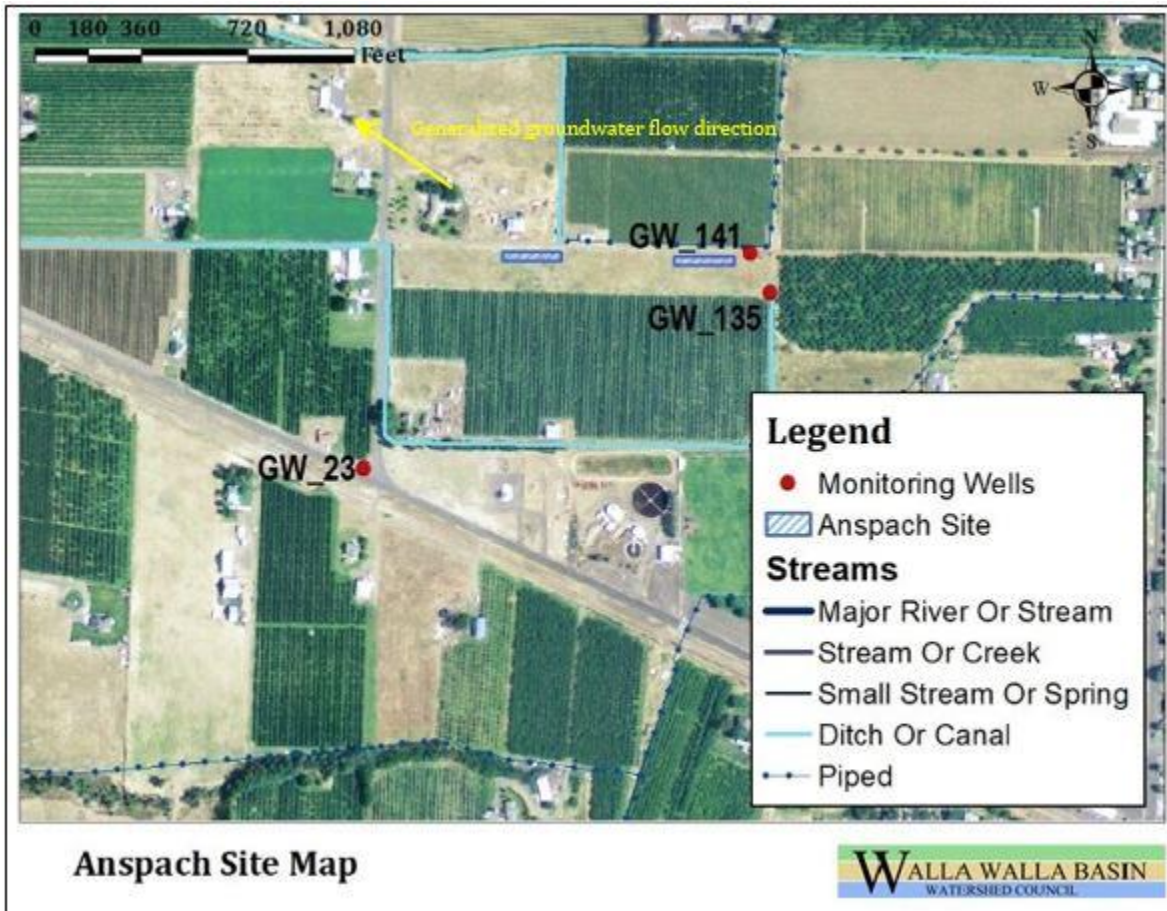 0 180 360 720 1,080
Feet
N
W
E
S
Generalized groundwater flow direction
GW_141
GW_135
GW_23
Legend
Monitoring Wells
Anspach Site
Streams
Major River Or Stream
Stream Or Creek
Small Stream Or Spring
Ditch Or Canal
Piped
Anspach Site Map
WALLA WALLA BASIN
WATERSHED COUNCIL